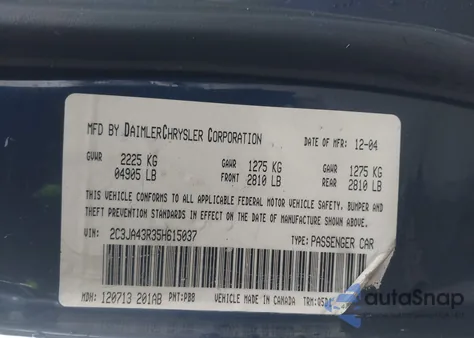 MFD BY DAIMLERCHRYSLER CORPORATION DATE OF MFR: 12-04
GVWR 2225 KG GAWR 1275 KG GAWR 1275 KG
04905 LB FRONT 2810 LB REAR 2810 LB
THIS VEHICLE CONFORMS TO ALL APPLICABLE FEDERAL MOTOR VEHICLE SAFETY, BUMPER AND
THEFT PREVENTION STANDARDS IN EFFECT ON THE DATE OF MANUFACTURE SHOWN ABOVE.
VIN: 2C3JA43R35H615037 TYPE: PASSENGER CAR
MDH: 120713 201AB PNT: PB8 VEHICLE MADE IN CANADA TRM:
autoSnap